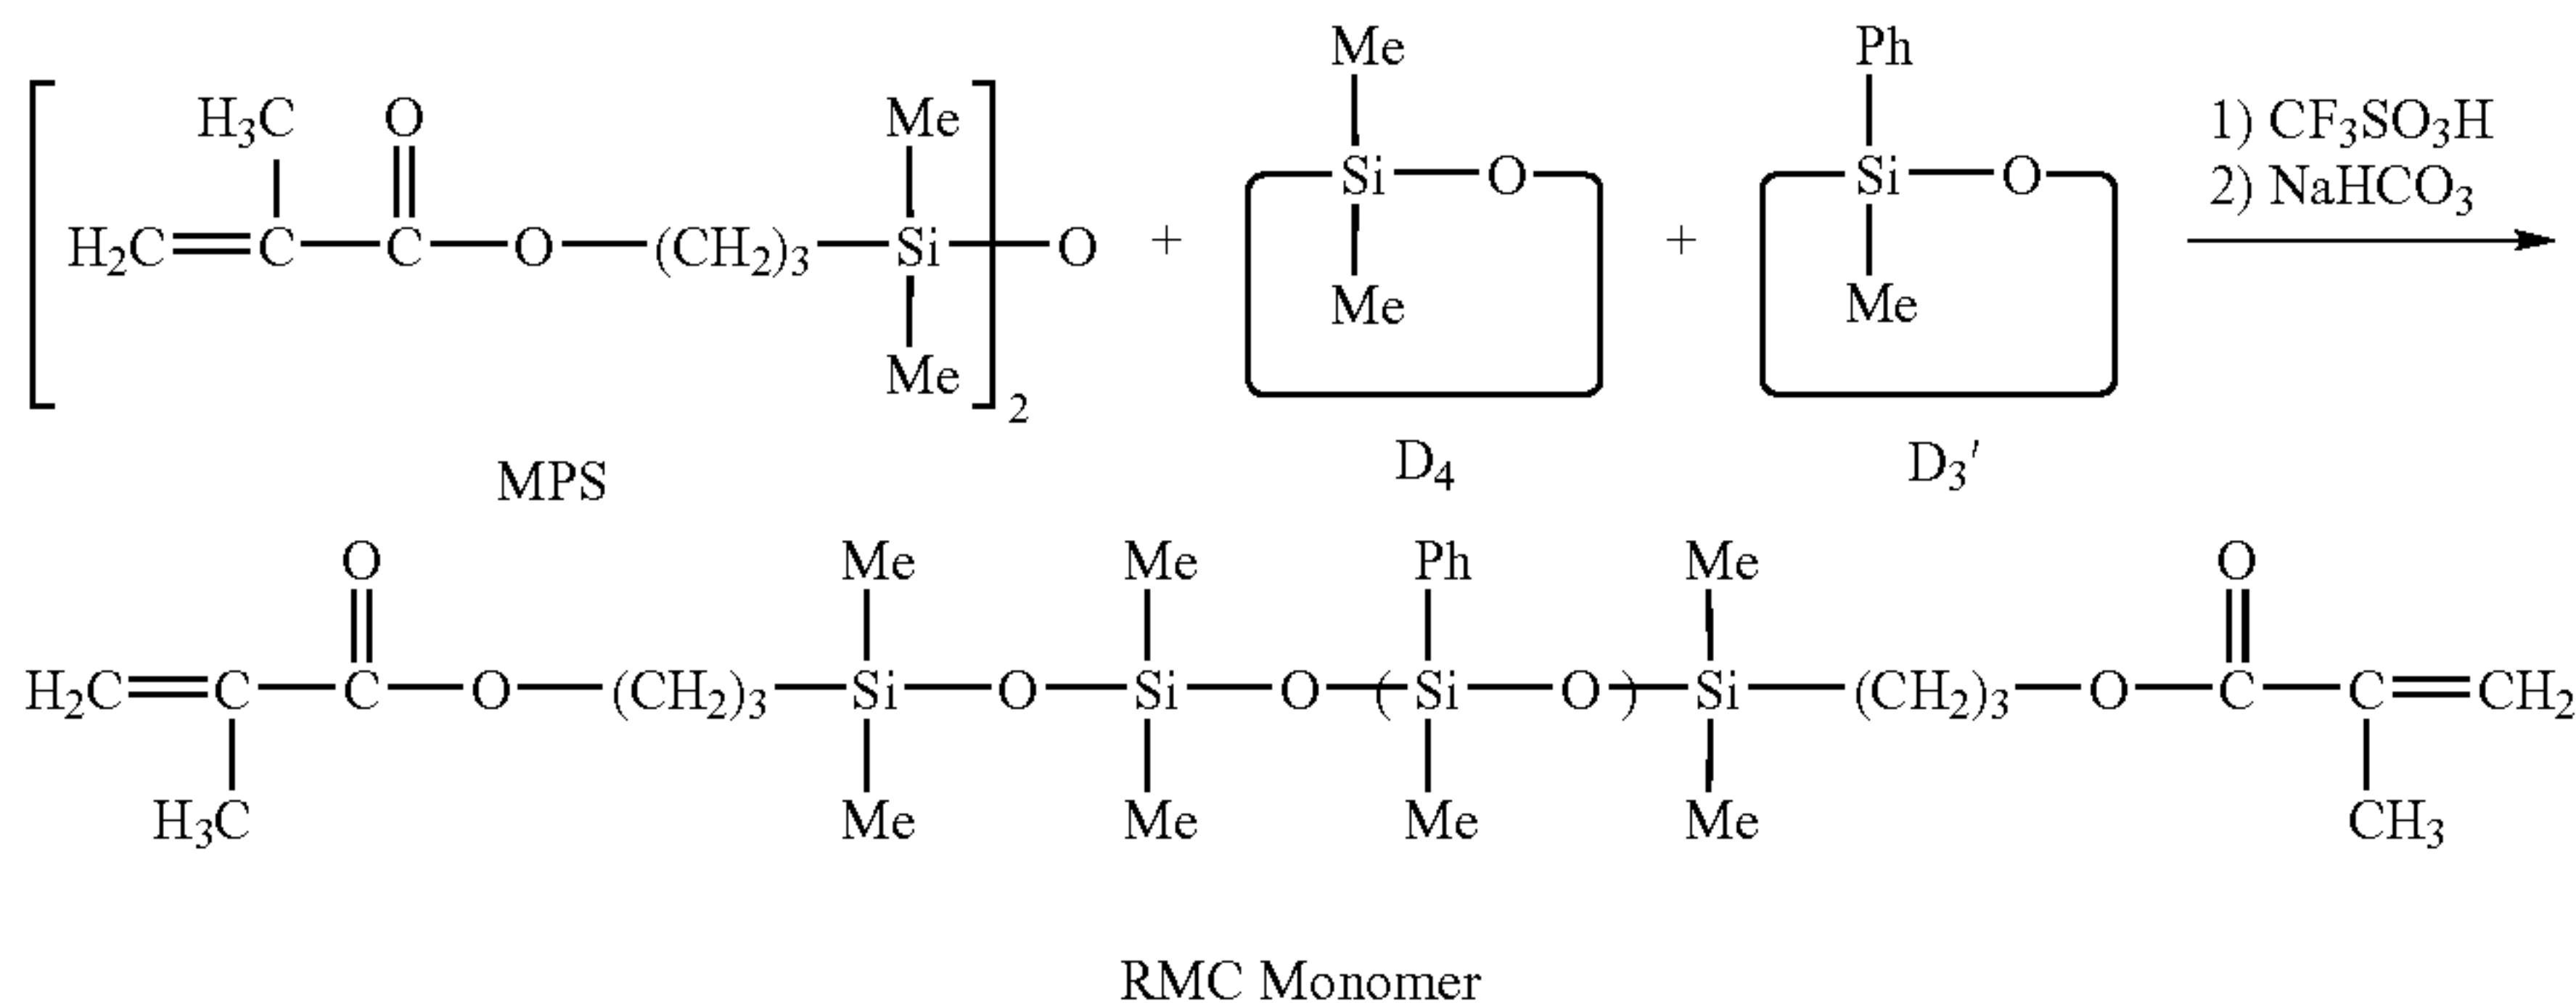 H₃C O Me
H₂C=C—C—O—(CH₂)₃—Si—O
Me
2
MPS
+
Me
Si—O
Me
D₄
+
Ph
Si—O
Me
D₃′
1) CF₃SO₃H
2) NaHCO₃
O Me Me Ph Me O
H₂C=C—C—O—(CH₂)₃—Si—O—Si—O—(Si—O)—Si—(CH₂)₃—O—C—C=CH₂
H₃C Me Me Me Me CH₃
RMC Monomer